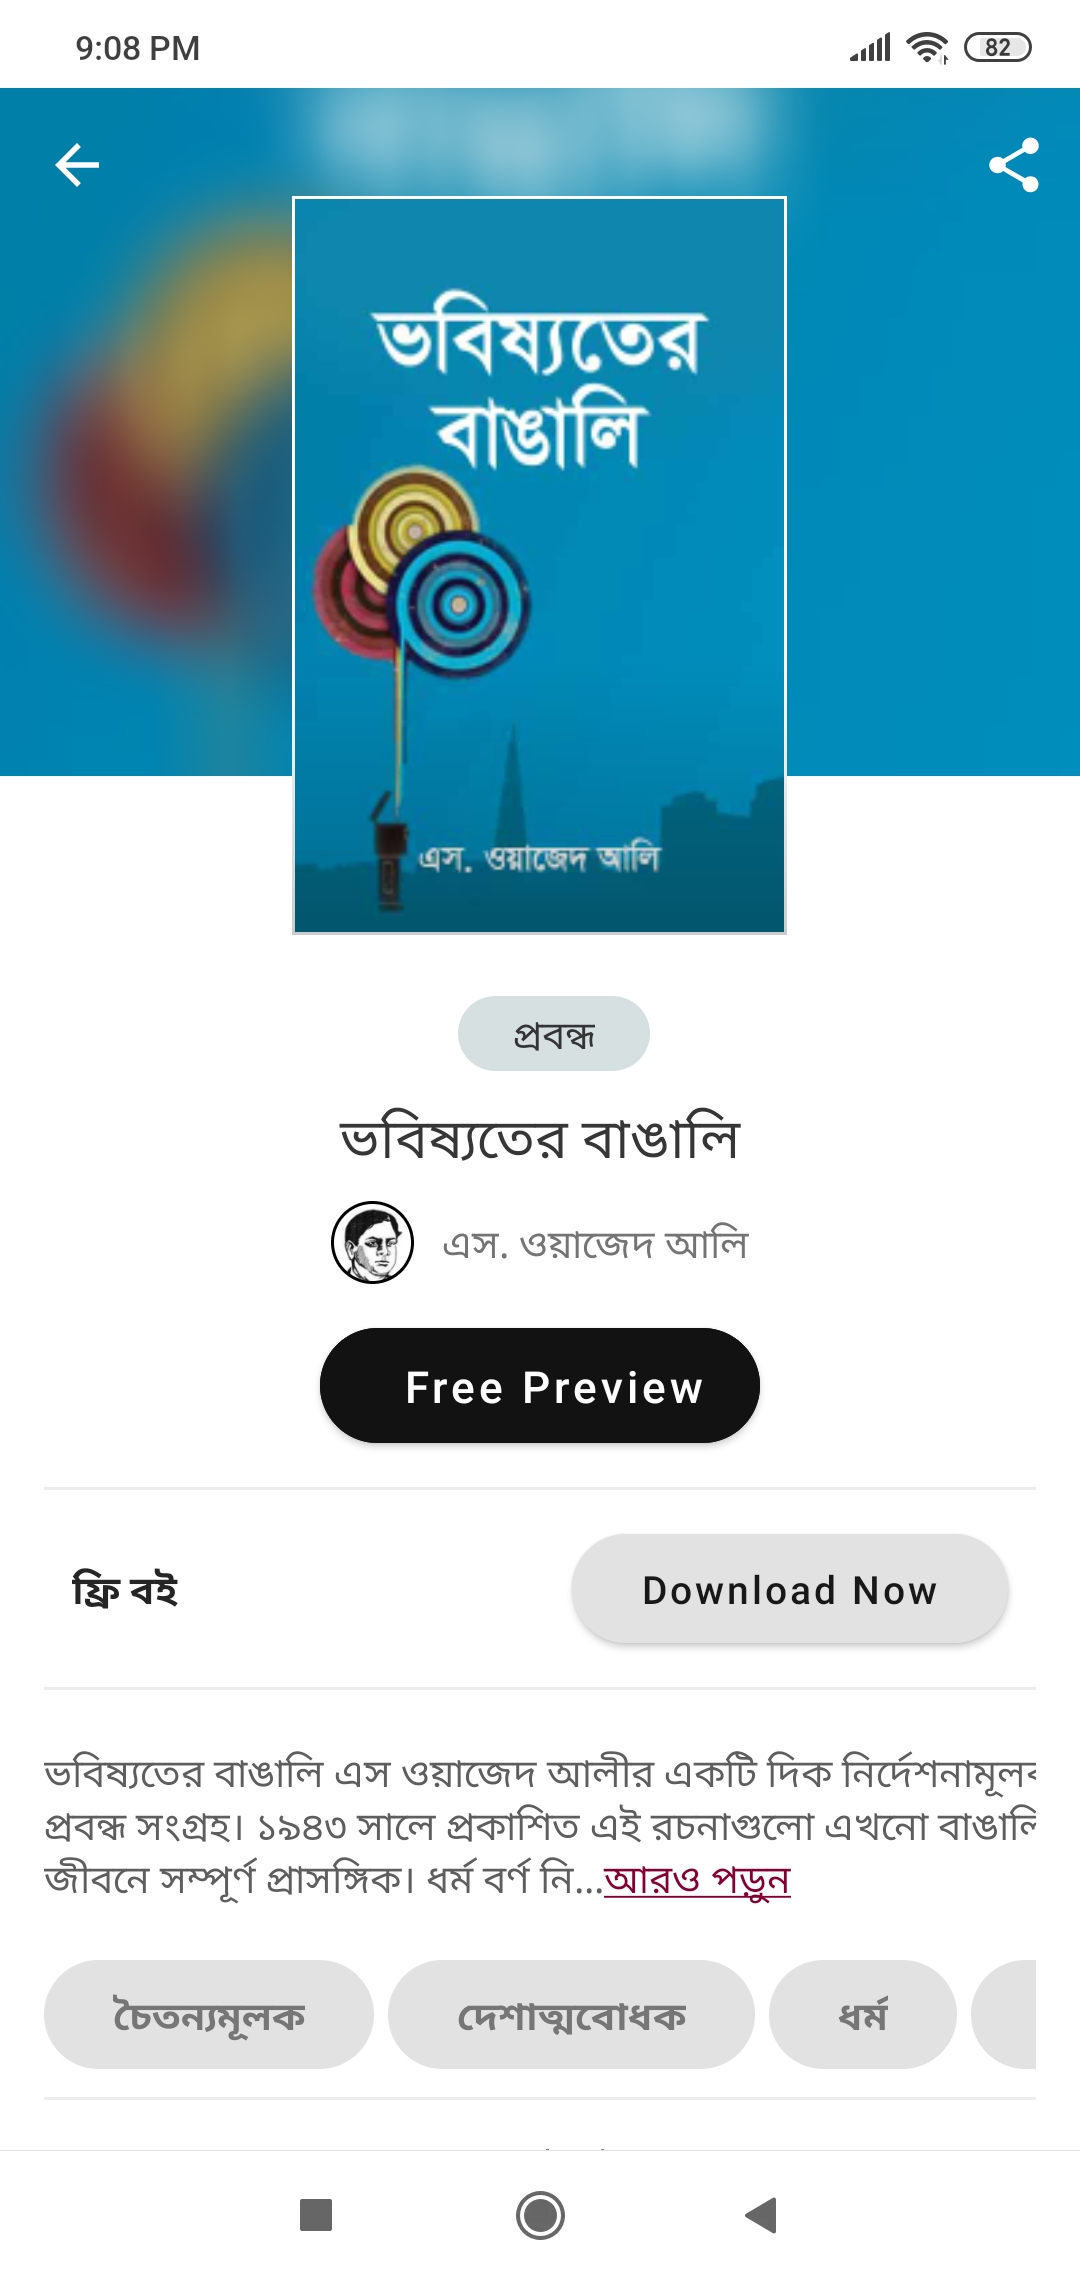 9:08 PM
82
ভবিষ্যতের
বাঙালি
এস. ওয়াজেদ আলি
প্রবন্ধ
ভবিষ্যতের বাঙালি
এস. ওয়াজেদ আলি
Free Preview
ফ্রি বই
Download Now
ভবিষ্যতের বাঙালি এস ওয়াজেদ আলীর একটি দিক নির্দেশনামূলক
প্রবন্ধ সংগ্রহ। ১৯৪৩ সালে প্রকাশিত এই রচনাগুলো এখনো বাঙালি
জীবনে সম্পূর্ণ প্রাসঙ্গিক। ধর্ম বর্ণ নি...আরও পড়ুন
চৈতন্যমূলক
দেশাত্মবোধক
ধর্ম